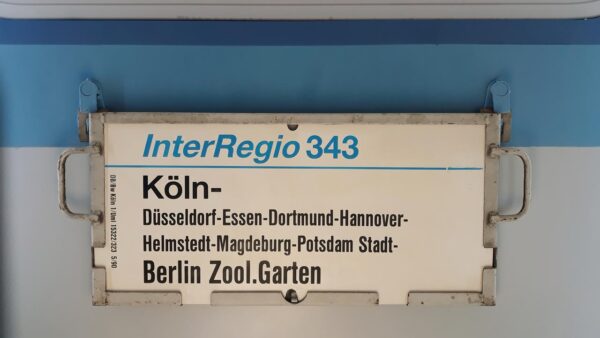 InterRegio 343
Köln-
Düsseldorf-Essen-Dortmund-Hannover-
Helmstedt-Magdeburg-Potsdam Stadt-
Berlin Zool.Garten